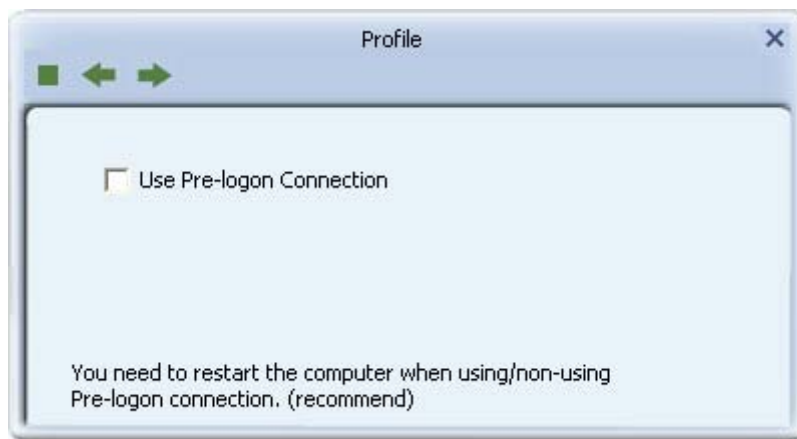 Profile
Use Pre-logon Connection
You need to restart the computer when using/non-using
Pre-logon connection. (recommend)